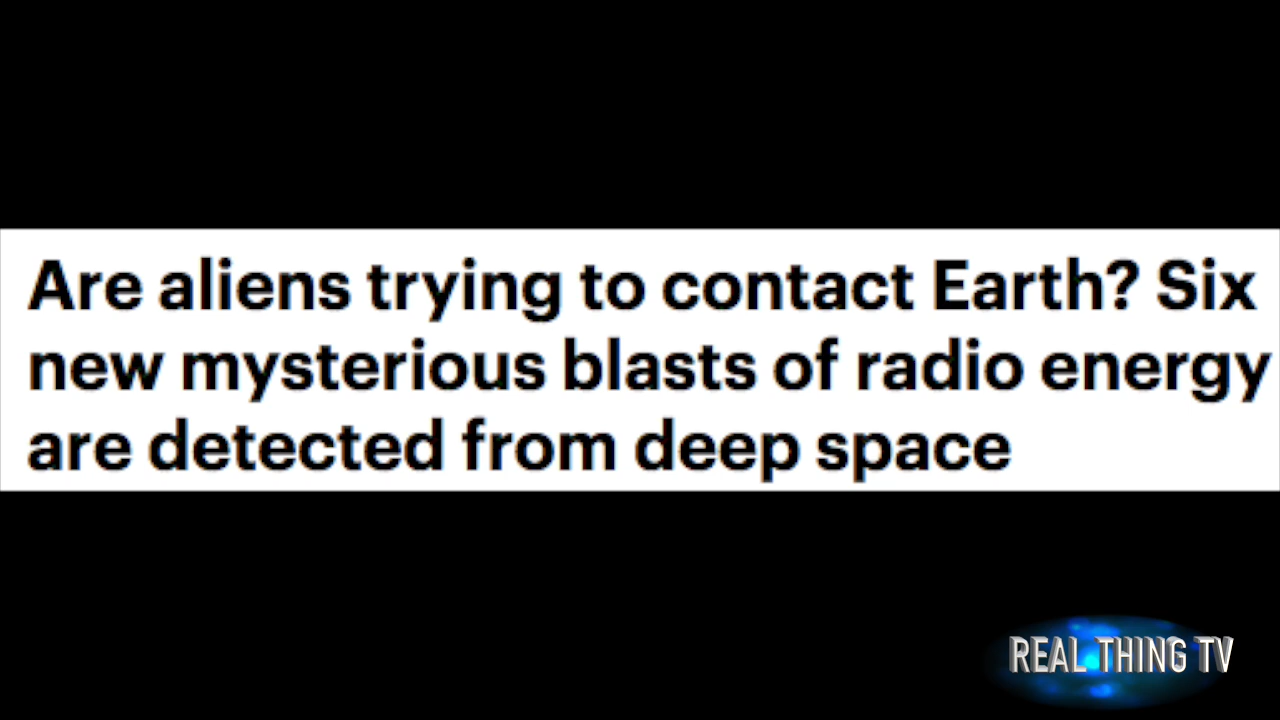 Are aliens trying to contact Earth? Six
new mysterious blasts of radio energy
are detected from deep space
REAL THING TV